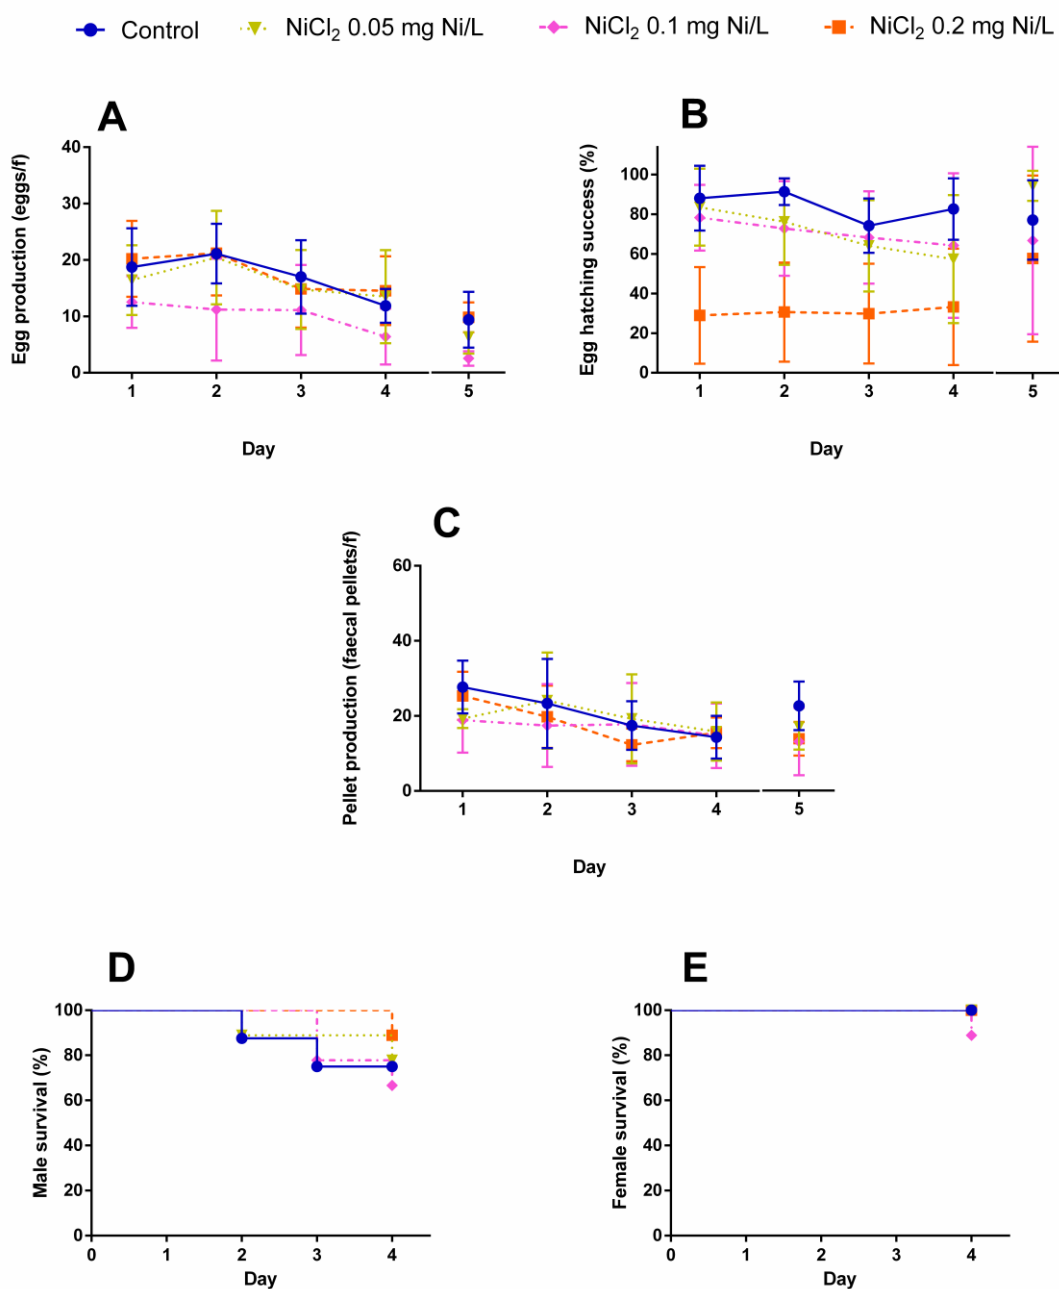 Control NiCl₂ 0.05 mg Ni/L NiCl₂ 0.1 mg Ni/L NiCl₂ 0.2 mg Ni/L
A
Egg production (eggs/f)
40
30
20
10
0
1 2 3 4 5
Day
B
Egg hatching success (%)
100
80
60
40
20
0
1 2 3 4 5
Day
C
Pellet production (faecal pellets/f)
60
40
20
0
1 2 3 4 5
Day
D
Male survival (%)
100
80
60
40
20
0
0 1 2 3 4
Day
E
Female survival (%)
100
80
60
40
20
0
0 1 2 3 4
Day